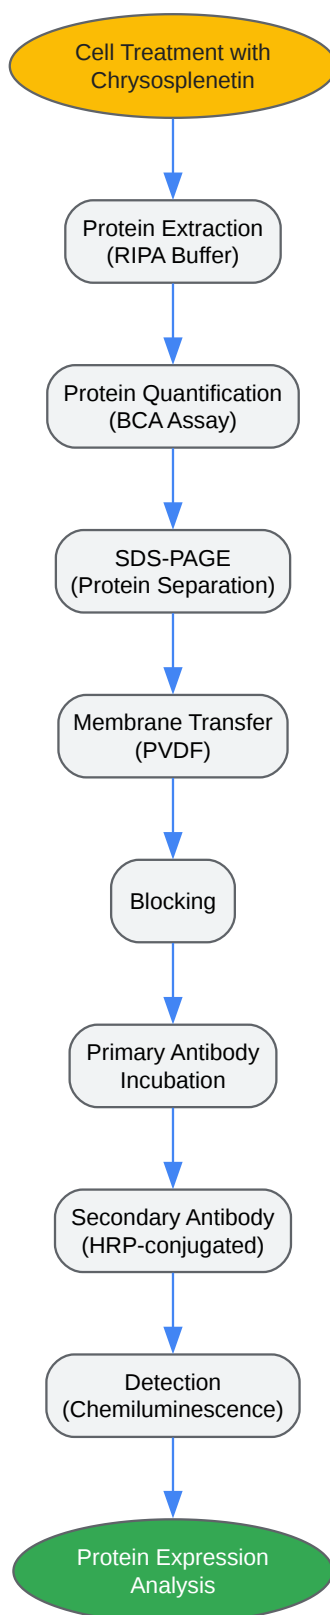 Cell Treatment with
Chrysosplenetin
Protein Extraction
(RIPA Buffer)
Protein Quantification
(BCA Assay)
SDS-PAGE
(Protein Separation)
Membrane Transfer
(PVDF)
Blocking
Primary Antibody
Incubation
Secondary Antibody
(HRP-conjugated)
Detection
(Chemiluminescence)
Protein Expression
Analysis